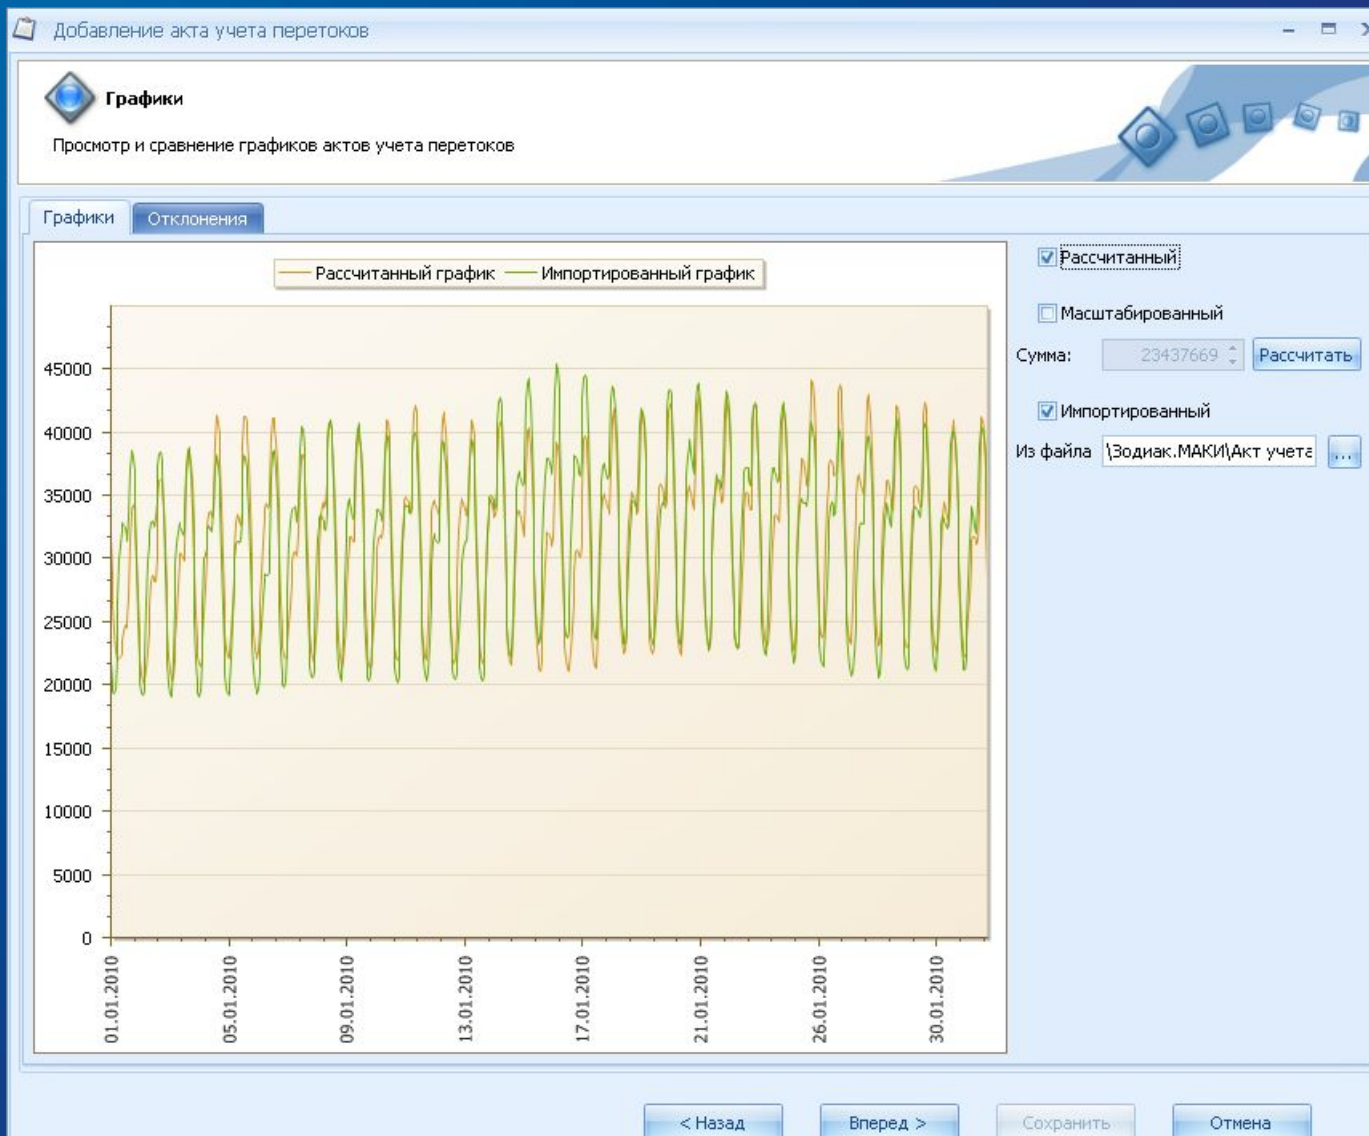 Добавление акта учета перетоков
Графики
Просмотр и сравнение графиков актов учета перетоков
Графики Отклонения
Рассчитанный график Импортированный график
45000
40000
35000
30000
25000
20000
15000
10000
5000
0
01.01.2010
05.01.2010
09.01.2010
13.01.2010
17.01.2010
21.01.2010
26.01.2010
30.01.2010
Рассчитанный
Масштабированный
Сумма: 23437669 Рассчитать
Импортированный
Из файла \Зодиак.МАКИ\Акт учета ...
< Назад Вперед > Сохранить Отмена